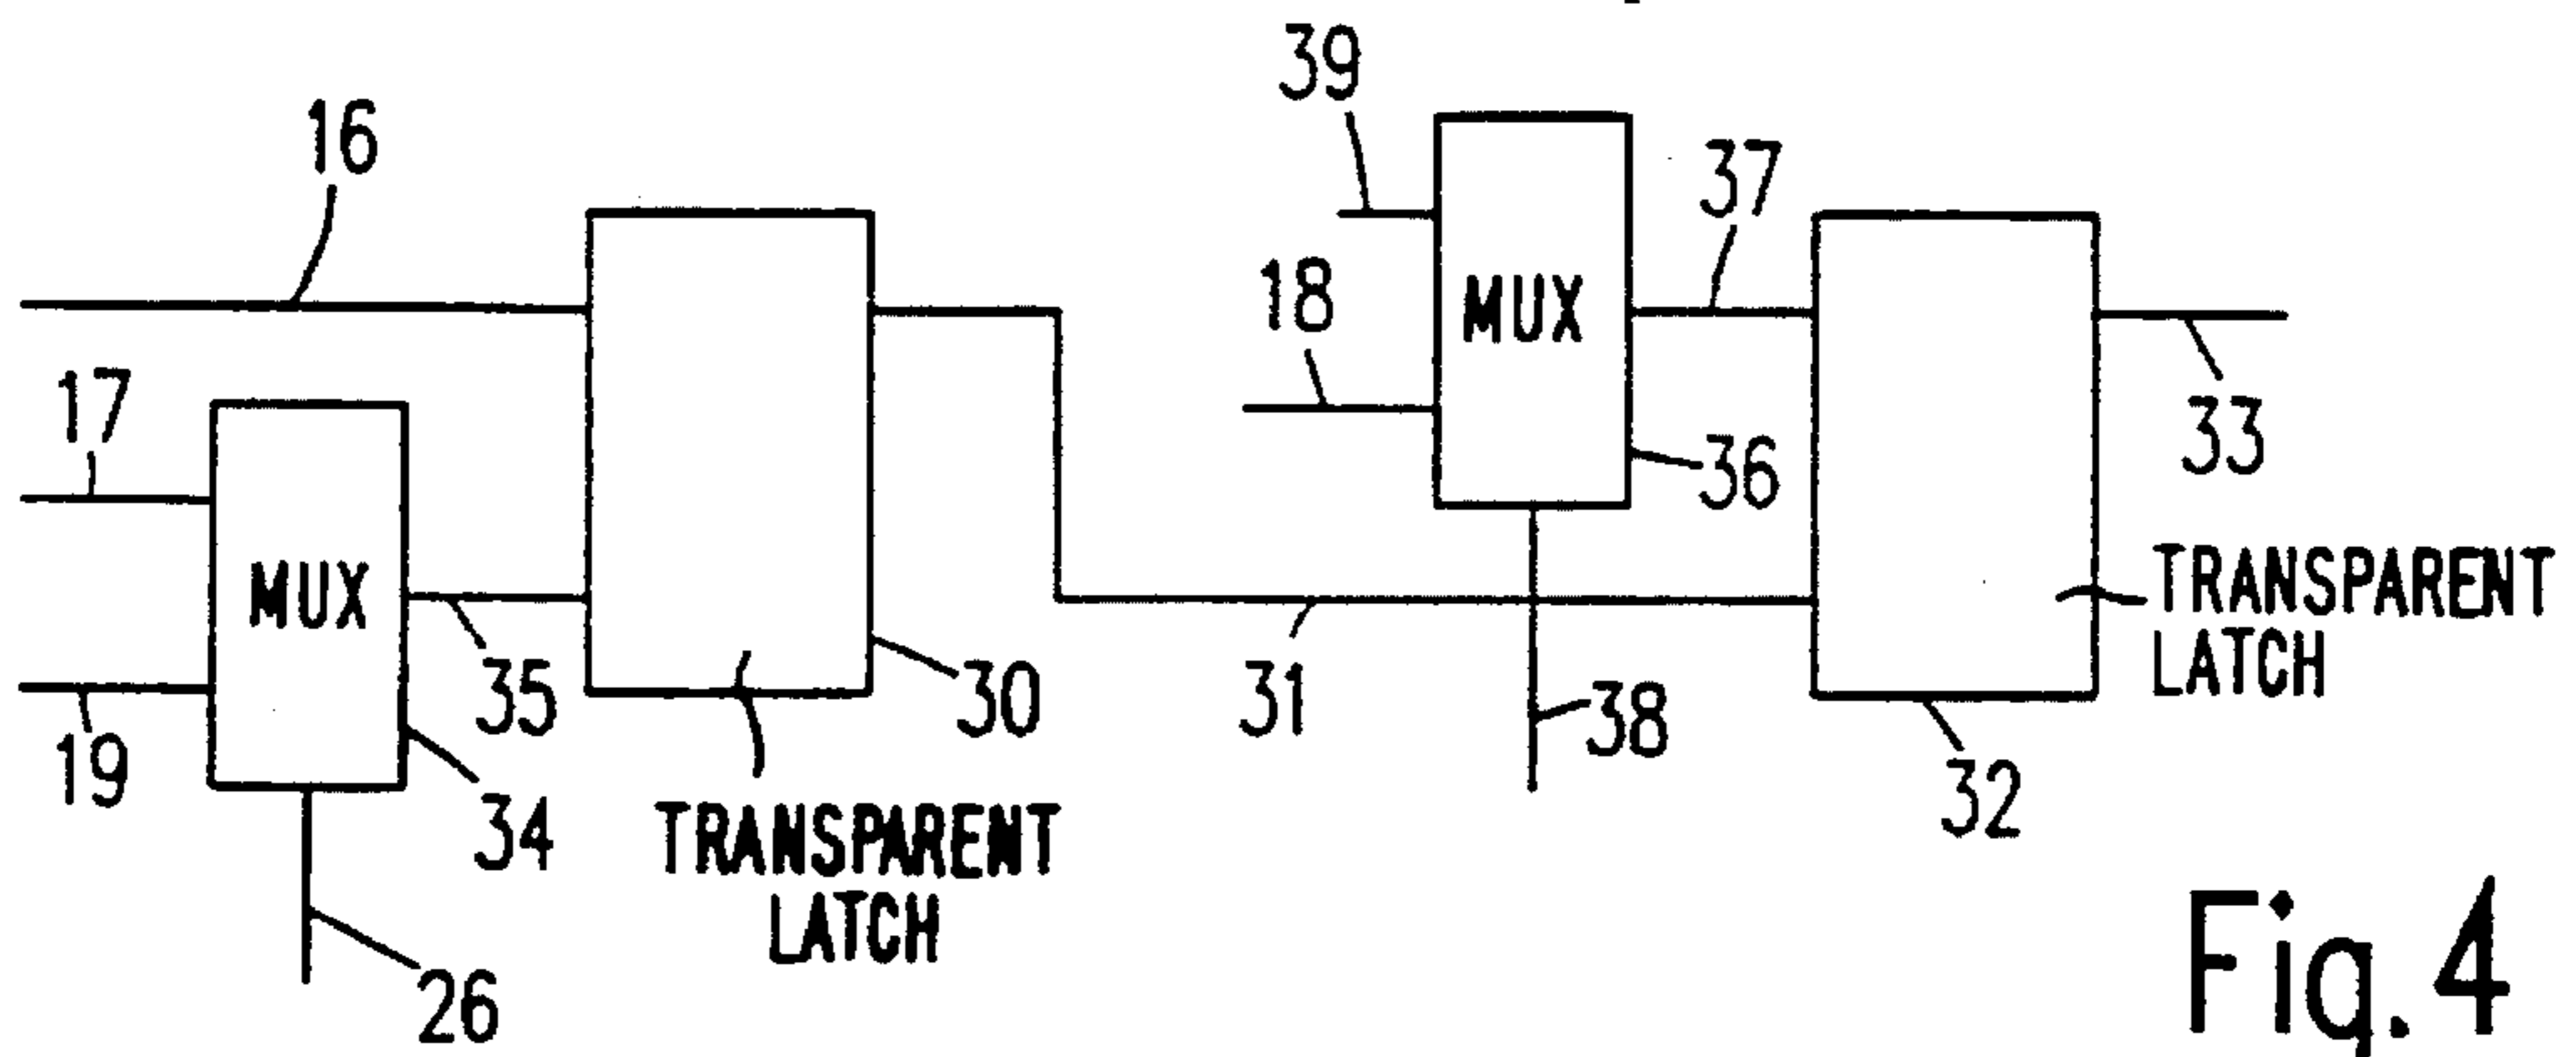 39
16
37
18
MUX
17
36
33
MUX
TRANSPARENT
LATCH
35
30
31
38
19
32
34
TRANSPARENT
LATCH
26
Fig. 4